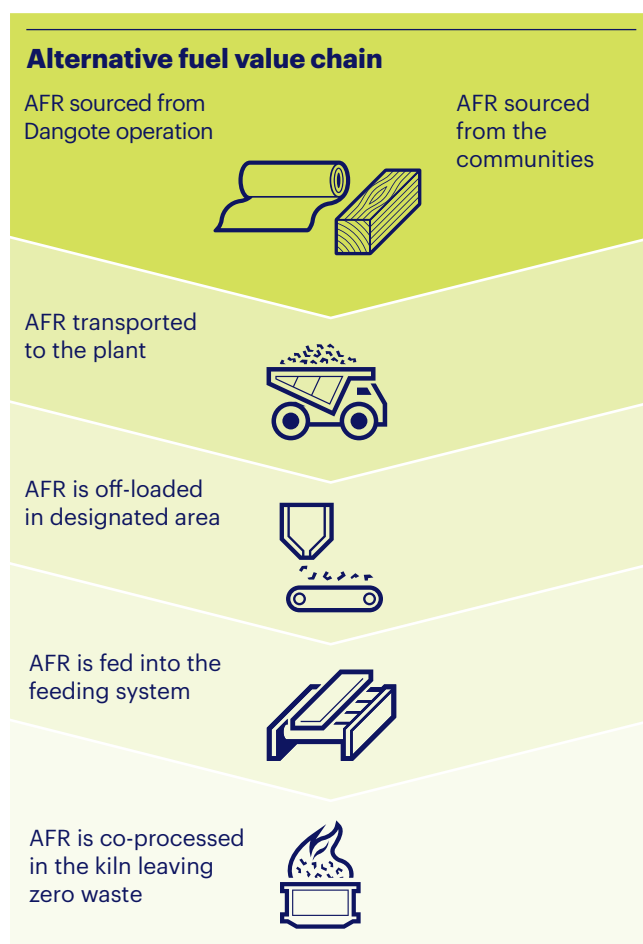 Alternative fuel value chain
AFR sourced from
Dangote operation
AFR sourced
from the
communities
AFR transported
to the plant
AFR is off-loaded
in designated area
AFR is fed into the
feeding system
AFR is co-processed
in the kiln leaving
zero waste